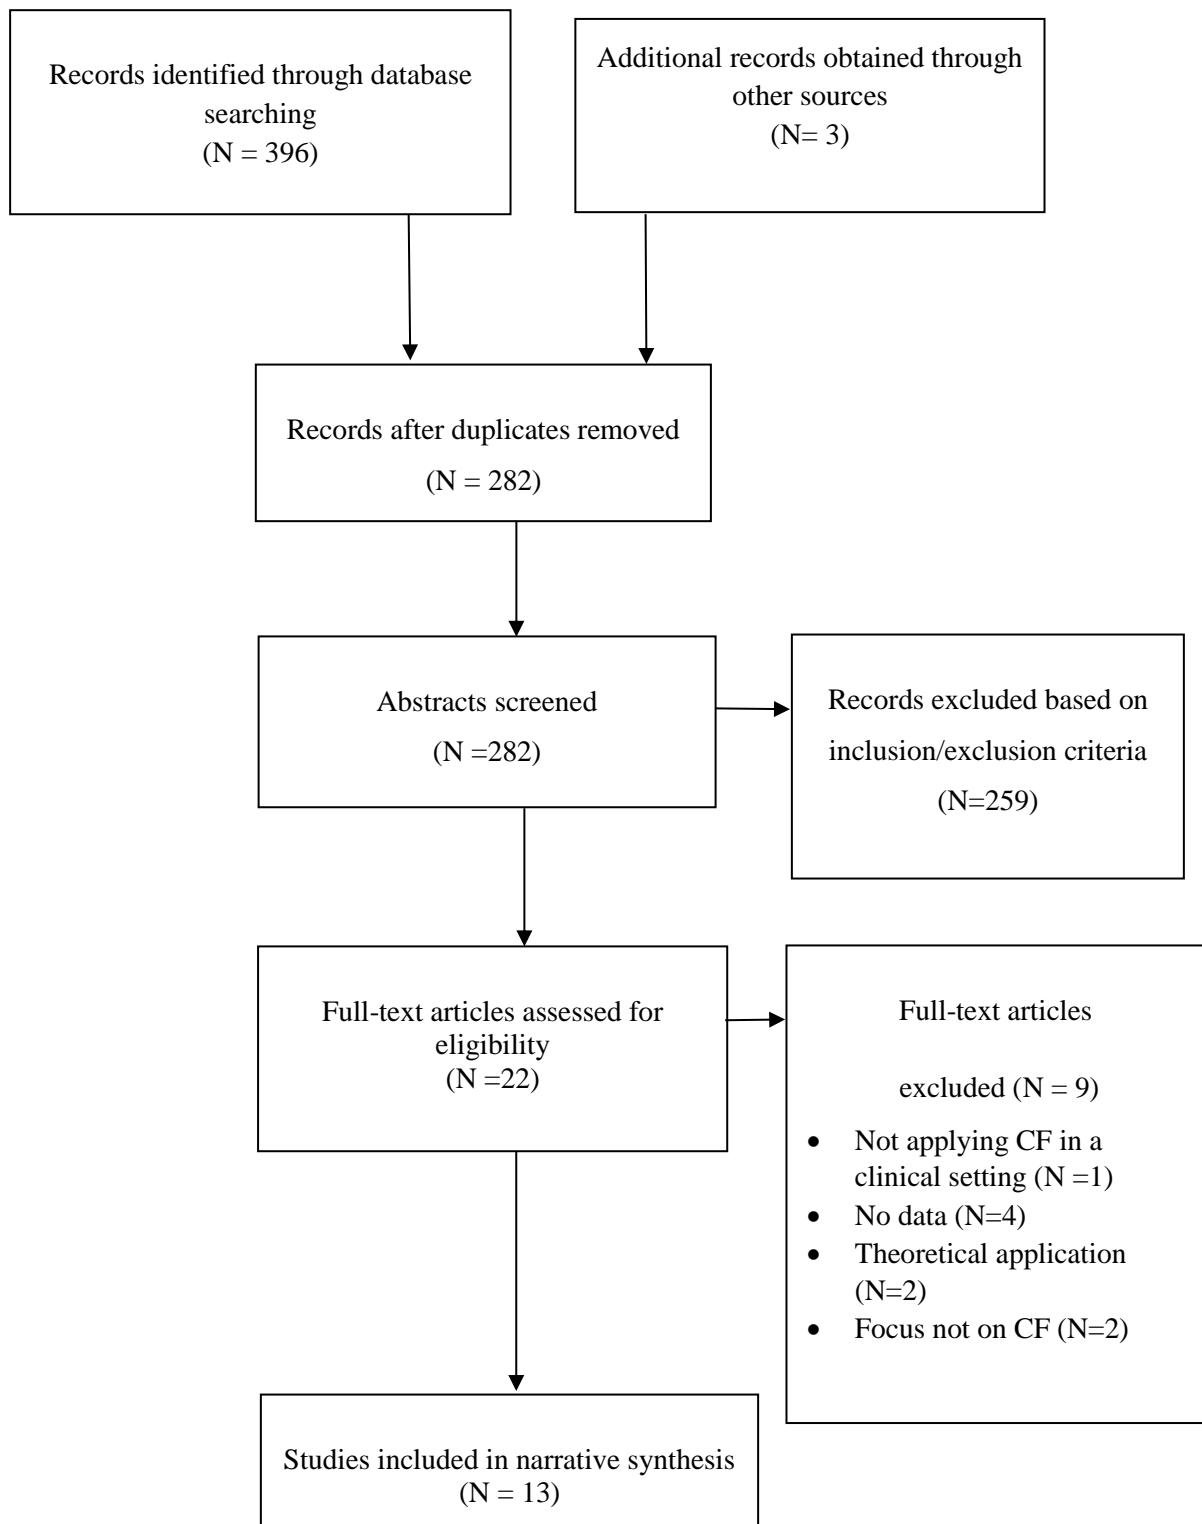 Records identified through database
searching
(N = 396)
Additional records obtained through
other sources
(N= 3)
Records after duplicates removed
(N = 282)
Abstracts screened
(N =282)
Records excluded based on
inclusion/exclusion criteria
(N=259)
Full-text articles assessed for
eligibility
(N =22)
Full-text articles
excluded (N = 9)
• Not applying CF in a
clinical setting (N =1)
• No data (N=4)
• Theoretical application
(N=2)
• Focus not on CF (N=2)
Studies included in narrative synthesis
(N = 13)